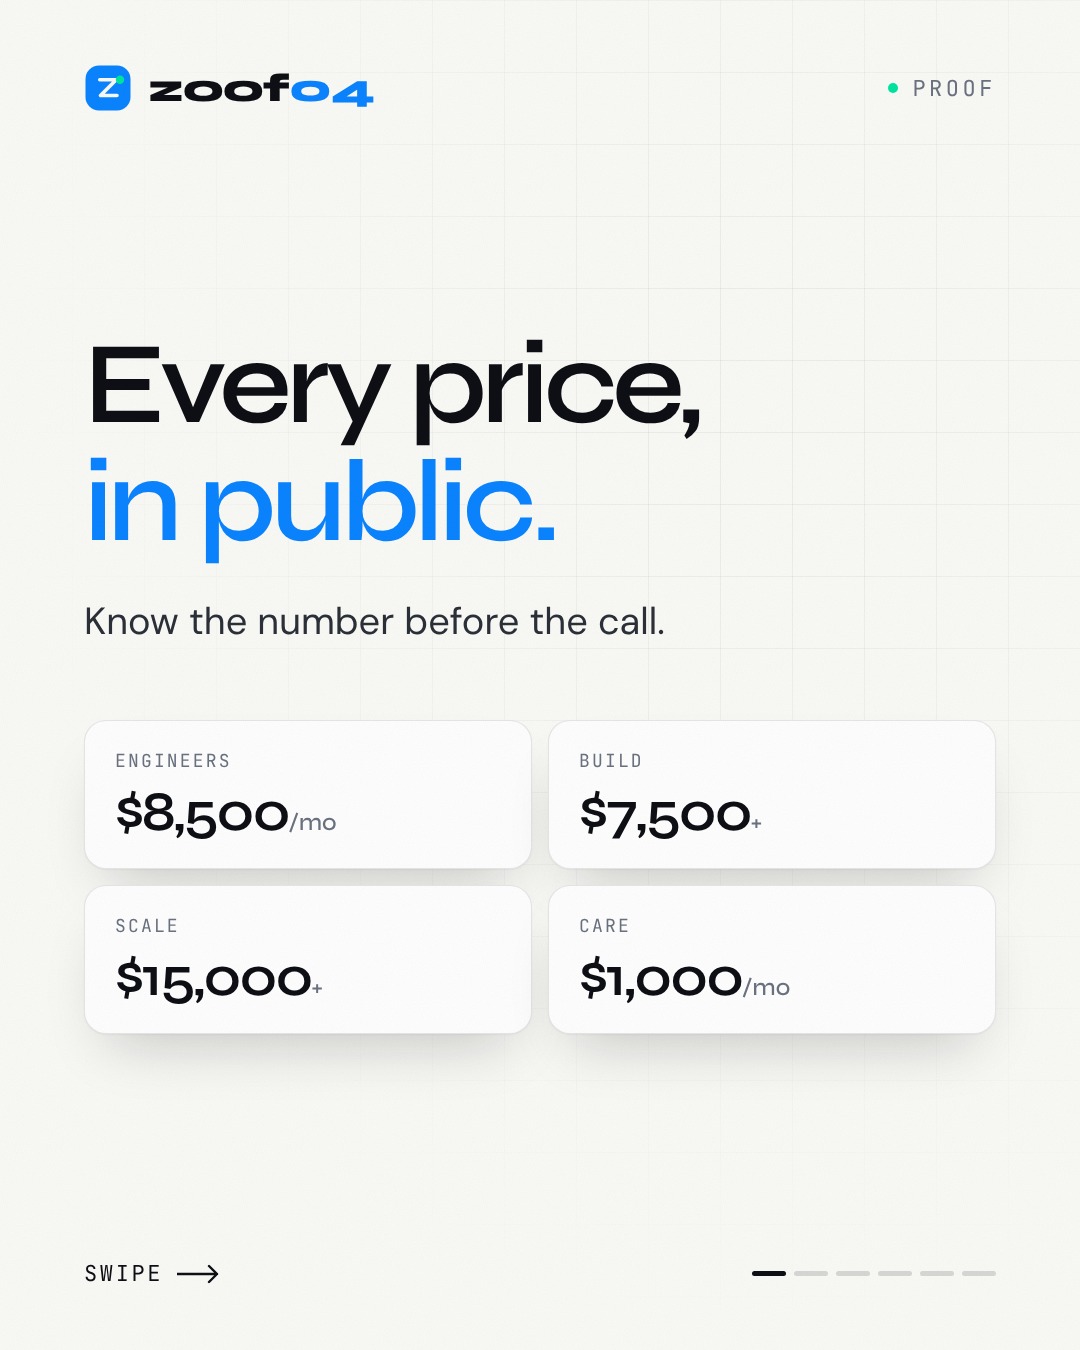 Z zoof04
PROOF
Every price,
in public.
Know the number before the call.
ENGINEERS
$8,500/mo
BUILD
$7,500+
SCALE
$15,000+
CARE
$1,000/mo
SWIPE →